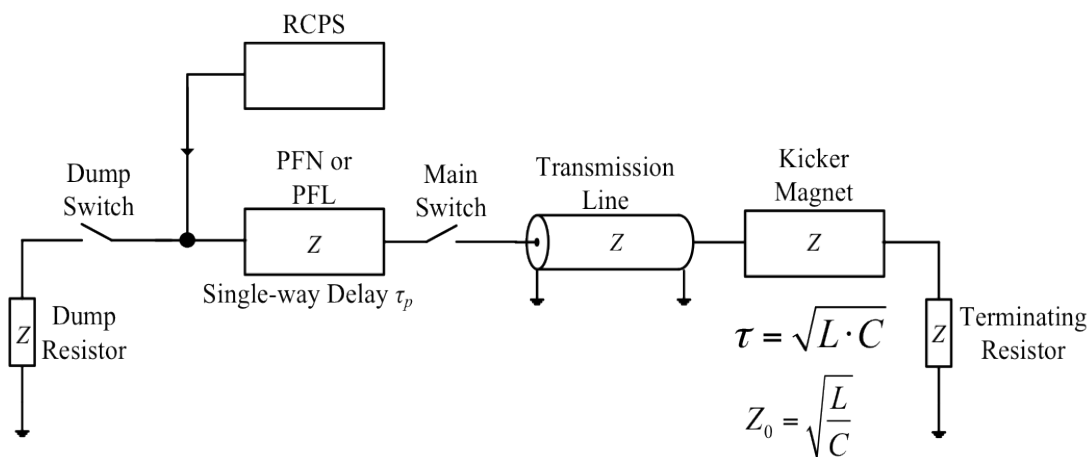 RCPS
Dump
Switch
PFN or
PFL
Main
Switch
Transmission
Line
Kicker
Magnet
Z
Z
Z
Single-way Delay τp
Z
Dump
Resistor
τ = √L · C
Z
Terminating
Resistor
Z0 = √L/C